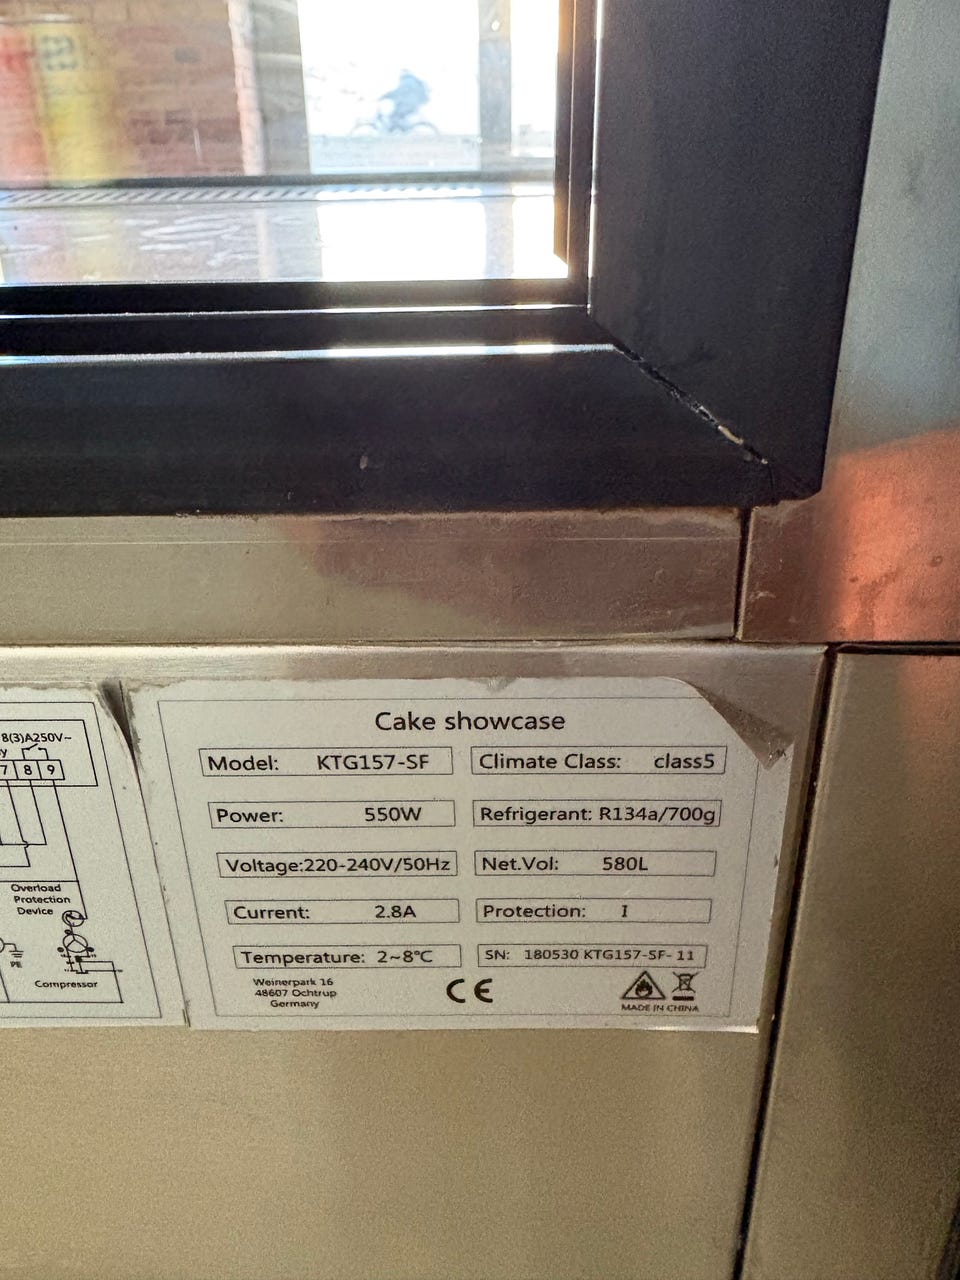 Cake showcase
Model: KTG157-SF
Climate Class: class5
Power: 550W
Refrigerant: R134a/700g
Voltage:220-240V/50Hz
Net.Vol: 580L
Current: 2.8A
Protection: I
Temperature: 2~8°C
SN: 180530 KTG157-SF- 11
Weinerpark 16
48607 Ochtrup
Germany
CE
MADE IN CHINA
8(3)A250V~
7 8 9
Overload
Protection
Device
PE
Compressor